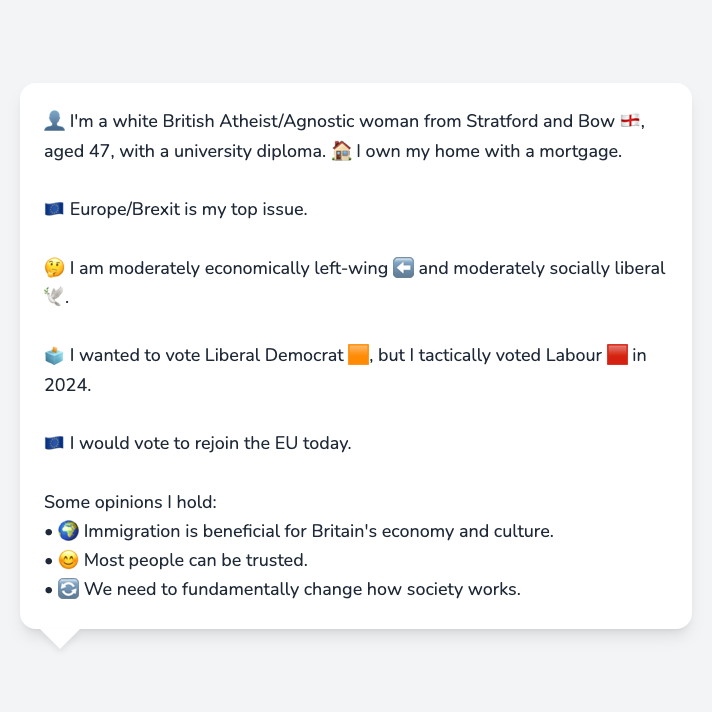 👤 I'm a white British Atheist/Agnostic woman from Stratford and Bow 🏴󠁧󠁢󠁥󠁮󠁧󠁿,
aged 47, with a university diploma. 🏠 I own my home with a mortgage.
🇪🇺 Europe/Brexit is my top issue.
🤔 I am moderately economically left-wing ⬅️ and moderately socially liberal
🕊️.
🗳️ I wanted to vote Liberal Democrat 🟧, but I tactically voted Labour 🟥 in
2024.
🇪🇺 I would vote to rejoin the EU today.
Some opinions I hold:
• 🌍 Immigration is beneficial for Britain's economy and culture.
• 😊 Most people can be trusted.
• 🔄 We need to fundamentally change how society works.